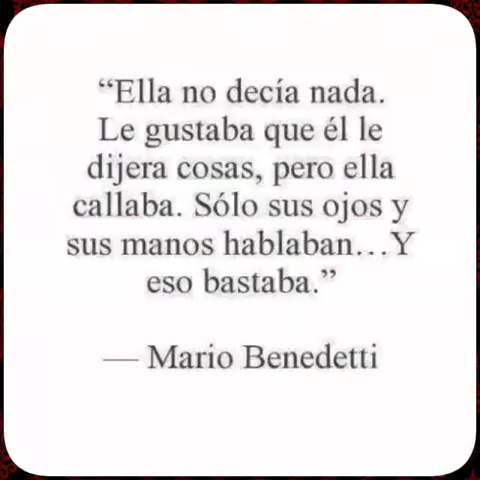 “Ella no decía nada.
Le gustaba que él le
dijera cosas, pero ella
callaba. Sólo sus ojos y
sus manos hablaban...Y
eso bastaba.”
— Mario Benedetti